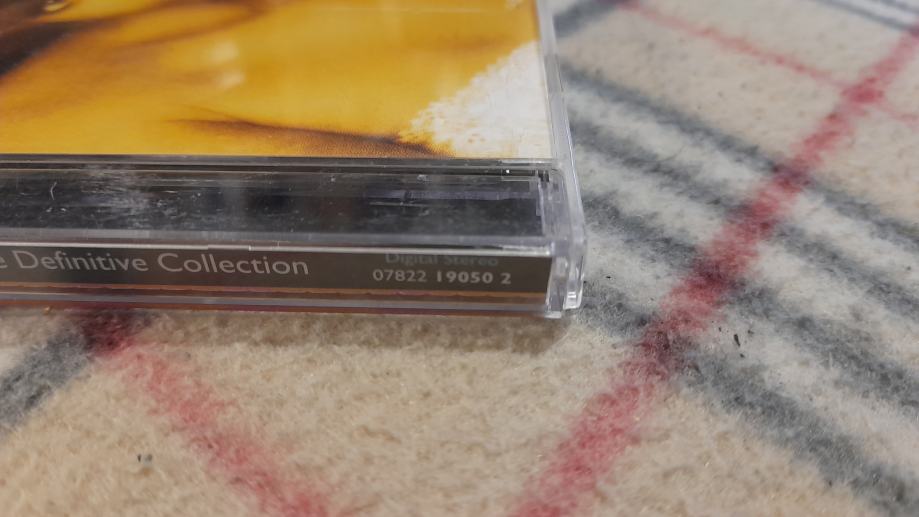 e Definitive Collection
Digital Stereo
07822 19050 2